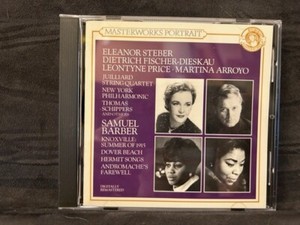 MASTERWORKS PORTRAIT
ELEANOR STEBER
DIETRICH FISCHER-DIESKAU
LEONTYNE PRICE · MARTINA ARROYO
JUILLIARD
STRING QUARTET
NEW YORK
PHILHARMONIC
THOMAS
SCHIPPERS
SAMUEL
BARBER
KNOXVILLE:
SUMMER OF 1915
DOVER BEACH
HERMIT SONGS
ANDROMACHE'S
FAREWELL
DIGITALLY
REMASTERED